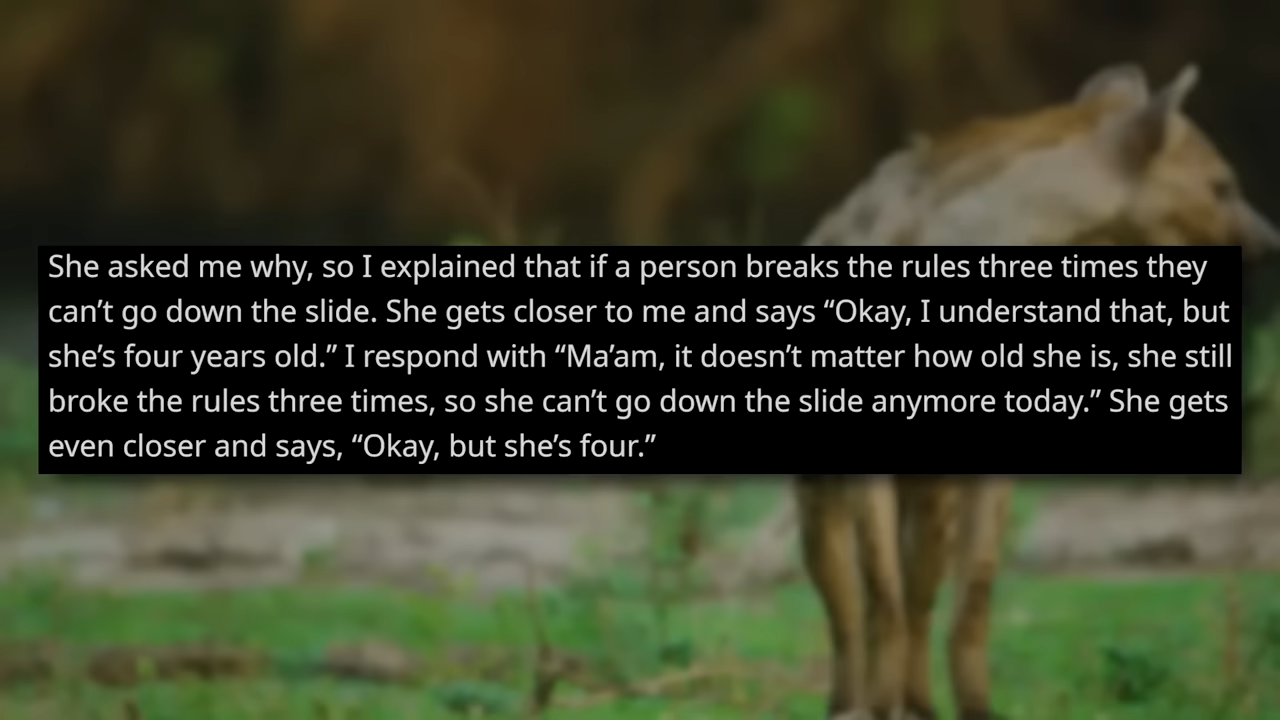 She asked me why, so I explained that if a person breaks the rules three times they
can’t go down the slide. She gets closer to me and says “Okay, I understand that, but
she’s four years old.” I respond with “Ma’am, it doesn’t matter how old she is, she still
broke the rules three times, so she can’t go down the slide anymore today.” She gets
even closer and says, “Okay, but she’s four.”